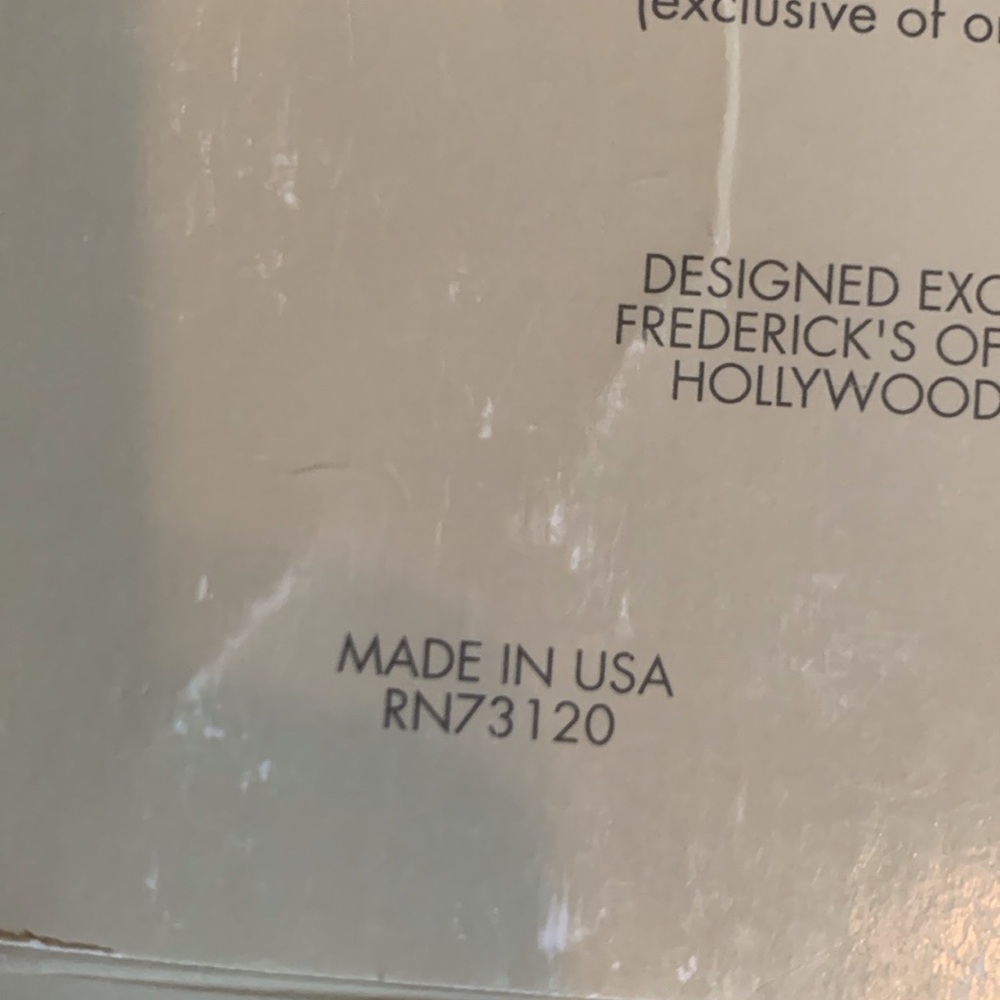 (exclusive of
DESIGNED
FREDERICK'S OF
HOLLYWOOD
MADE IN USA
RN73120